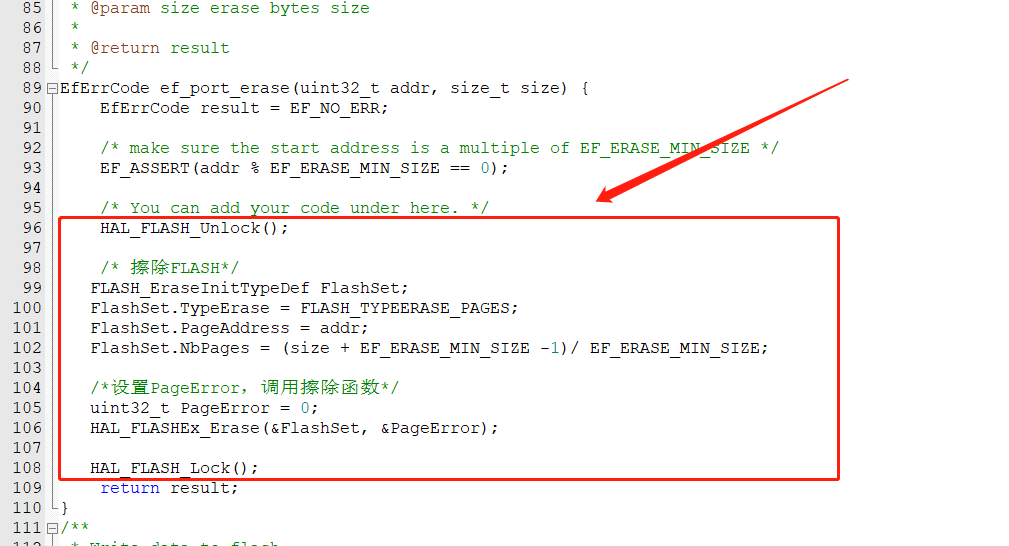 85 * @param size erase bytes size
86 *
87 * @return result
88 */
89 EfErrCode ef_port_erase(uint32_t addr, size_t size) {
90 EfErrCode result = EF_NO_ERR;
91
92 /* make sure the start address is a multiple of EF_ERASE_MIN_SIZE */
93 EF_ASSERT(addr % EF_ERASE_MIN_SIZE == 0);
94
95 /* You can add your code under here. */
96 HAL_FLASH_Unlock();
97
98 /* 擦除FLASH*/
99 FLASH_EraseInitTypeDef FlashSet;
100 FlashSet.TypeErase = FLASH_TYPEERASE_PAGES;
101 FlashSet.PageAddress = addr;
102 FlashSet.NbPages = (size + EF_ERASE_MIN_SIZE -1)/ EF_ERASE_MIN_SIZE;
103
104 /*设置PageError，调用擦除函数*/
105 uint32_t PageError = 0;
106 HAL_FLASHEx_Erase(&FlashSet, &PageError);
107
108 HAL_FLASH_Lock();
109 return result;
110 }
111 /**
112 * Write data to flash